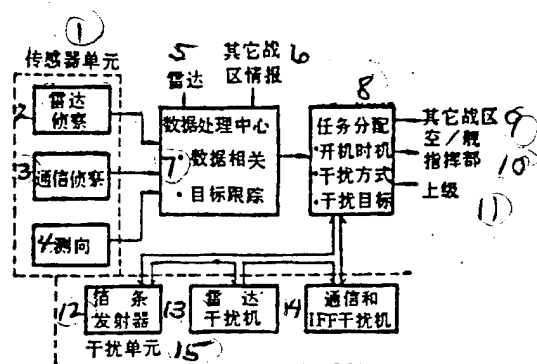 1
传感器单元
2 雷达
侦察
3 通信侦察
4 测向
5
雷达
其它战 6
区情报
数据处理中心
7 ·数据相关
·目标跟踪
8
任务分配
·开机时机
·干扰方式
·干扰目标
其它战区 9
空/舰
指挥部 10
上级
11
12 箔条
发射器
13 雷达
干扰机
14 通信和
IFF干扰机
干扰单元 15